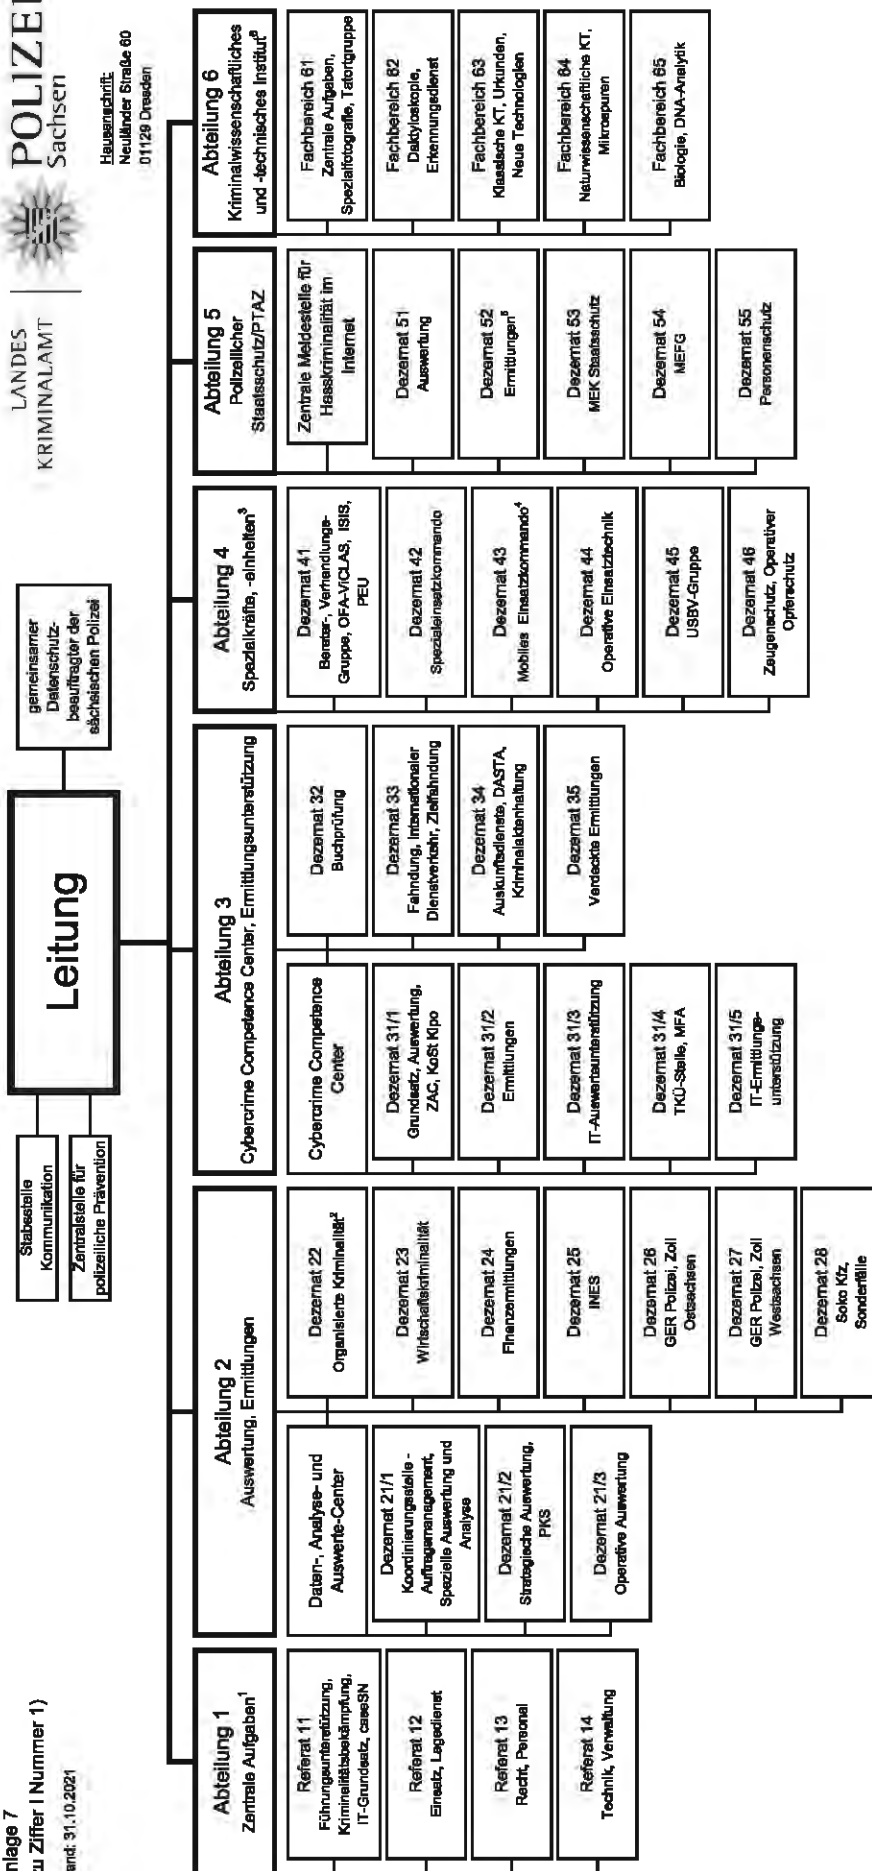 nlage 7
u Ziffer I Nummer 1)
and: 31.10.2021
LANDES
KRIMINALAMT
POLIZEI
Sachsen
Hausanschrift:
Neuländer Straße 60
01129 Dresden
Stabsstelle
Kommunikation
Zentralstelle für
polizeiliche Prävention
Leitung
gemeinsamer
Datenschutz-
beauftragter der
sächsischen Polizei
Abteilung 1
Zentrale Aufgaben¹
Referat 11
Führungsunterstützung,
Kriminalitätsbekämpfung,
IT-Grundsatz, caseSN
Referat 12
Einsatz, Lagedienst
Referat 13
Recht, Personal
Referat 14
Technik, Verwaltung
Abteilung 2
Auswertung, Ermittlungen
Daten-, Analyse- und
Auswerte-Center
Dezernat 21/1
Koordinierungsstelle -
Auftragsmanagement,
Spezielle Auswertung und
Analyse
Dezernat 21/2
Strategische Auswertung,
PKS
Dezernat 21/3
Operative Auswertung
Dezernat 22
Organisierte Kriminalität²
Dezernat 23
Wirtschaftskriminalität
Dezernat 24
Finanzermittlungen
Dezernat 25
INES
Dezernat 26
GER Polizei, Zoll
Ostsachsen
Dezernat 27
GER Polizei, Zoll
Westsachsen
Dezernat 28
Soko Kfz,
Sonderfälle
Abteilung 3
Cybercrime Competence Center, Ermittlungsunterstützung
Cybercrime Competence
Center
Dezernat 31/1
Grundsatz, Auswertung,
ZAC, KoSt Kipo
Dezernat 31/2
Ermittlungen
Dezernat 31/3
IT-Auswerteunterstützung
Dezernat 31/4
TKÜ-Stelle, MFA
Dezernat 31/5
IT-Ermittlungs-
unterstützung
Dezernat 32
Buchprüfung
Dezernat 33
Fahndung, Internationaler
Dienstverkehr, Zielfahndung
Dezernat 34
Auskunftsdienste, DASTA,
Kriminalaktenhaltung
Dezernat 35
Verdeckte Ermittlungen
Abteilung 4
Spezialkräfte, -einheiten³
Dezernat 41
Berater-, Verhandlungs-
Gruppe, OFA-ViCLAS, ISIS,
PEU
Dezernat 42
Spezialeinsatzkommando
Dezernat 43
Mobiles Einsatzkommando⁴
Dezernat 44
Operative Einsatztechnik
Dezernat 45
USBV-Gruppe
Dezernat 46
Zeugenschutz, Operativer
Opferschutz
Abteilung 5
Polizeilicher
Staatsschutz/PTAZ
Zentrale Meldestelle für
Hasskriminalität im
Internet
Dezernat 51
Auswertung
Dezernat 52
Ermittlungen⁵
Dezernat 53
MEK Staatsschutz
Dezernat 54
MEFG
Dezernat 55
Personenschutz
Abteilung 6
Kriminalwissenschaftliches
und -technisches Institut⁶
Fachbereich 61
Zentrale Aufgaben,
Spezialfotografie, Tatortgruppe
Fachbereich 62
Daktyloskopie,
Erkennungsdienst
Fachbereich 63
Klassische KT, Urkunden,
Neue Technologien
Fachbereich 64
Naturwissenschaftliche KT,
Mikrospuren
Fachbereich 65
Biologie, DNA-Analytik